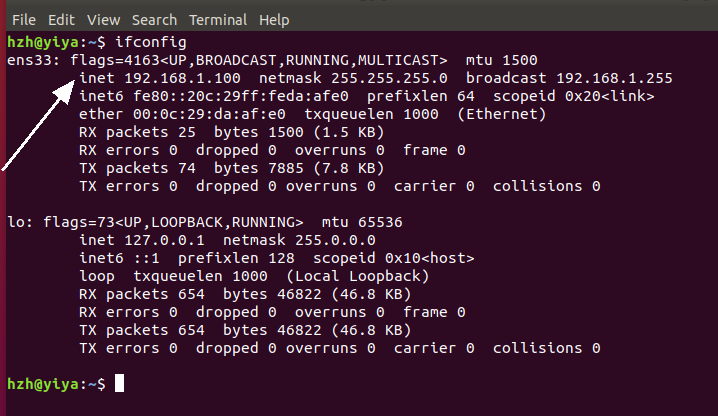 File Edit View Search Terminal Help
hzh@yiya:~$ ifconfig
ens33: flags=4163<UP,BROADCAST,RUNNING,MULTICAST>  mtu 1500
        inet 192.168.1.100  netmask 255.255.255.0  broadcast 192.168.1.255
        inet6 fe80::20c:29ff:feda:afe0  prefixlen 64  scopeid 0x20<link>
        ether 00:0c:29:da:af:e0  txqueuelen 1000  (Ethernet)
        RX packets 25  bytes 1500 (1.5 KB)
        RX errors 0  dropped 0  overruns 0  frame 0
        TX packets 74  bytes 7885 (7.8 KB)
        TX errors 0  dropped 0 overruns 0  carrier 0  collisions 0
lo: flags=73<UP,LOOPBACK,RUNNING>  mtu 65536
        inet 127.0.0.1  netmask 255.0.0.0
        inet6 ::1  prefixlen 128  scopeid 0x10<host>
        loop  txqueuelen 1000  (Local Loopback)
        RX packets 654  bytes 46822 (46.8 KB)
        RX errors 0  dropped 0  overruns 0  frame 0
        TX packets 654  bytes 46822 (46.8 KB)
        TX errors 0  dropped 0 overruns 0  carrier 0  collisions 0
hzh@yiya:~$